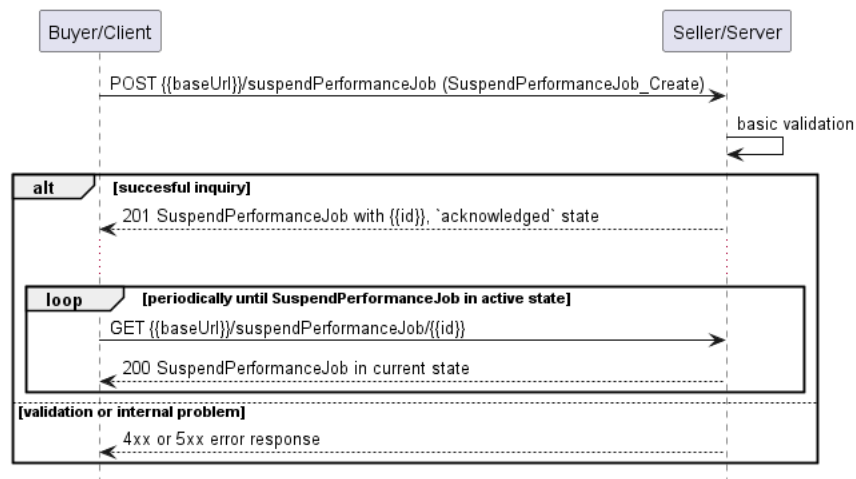 Buyer/Client
Seller/Server
POST {{baseUrl}}/suspendPerformanceJob (SuspendPerformanceJob_Create)
basic validation
alt
[succesful inquiry]
201 SuspendPerformanceJob with {{id}}, `acknowledged` state
loop
[periodically until SuspendPerformanceJob in active state]
GET {{baseUrl}}/suspendPerformanceJob/{{id}}
200 SuspendPerformanceJob in current state
[validation or internal problem]
4xx or 5xx error response